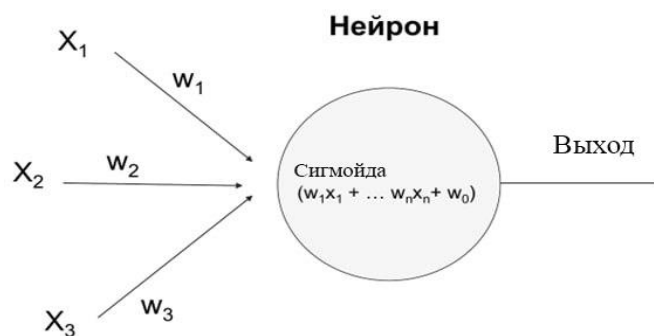 Нейрон
X₁
w₁
X₂
w₂
Сигмойда
(w₁x₁ + ... wₙxₙ+ w₀)
Выход
X₃
w₃